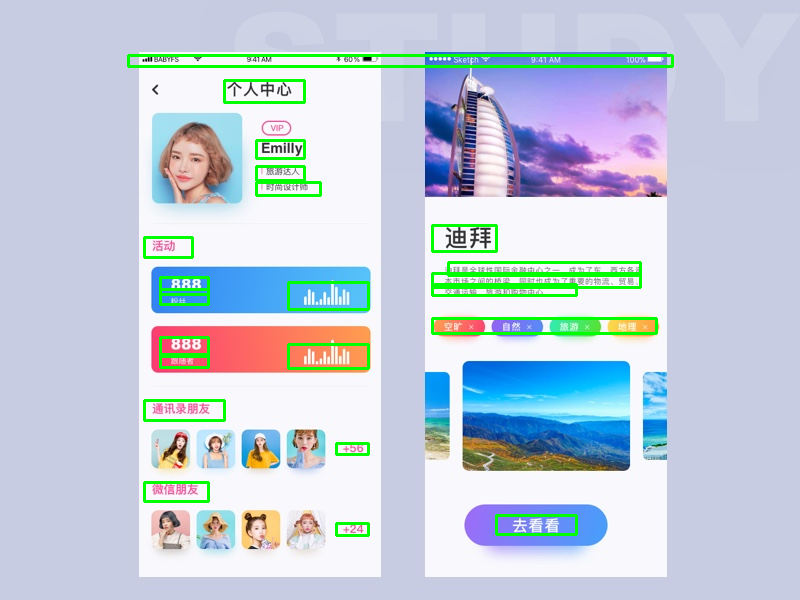 STUDY
BABYFS 9:41 AM 60%
个人中心
VIP
Emilly
旅游达人
时尚设计师
活动
888
粉丝
888
跟随者
通讯录朋友
+56
微信朋友
+24
Sketch 9:41 AM 100%
迪拜
迪拜是全球性国际金融中心之一，成为了东、西方各
本市场之间的桥梁，同时也成为了重要的物流、贸易、
交通运输、旅游和购物中心
空旷 × 自然 × 旅游 × 地理 ×
去看看